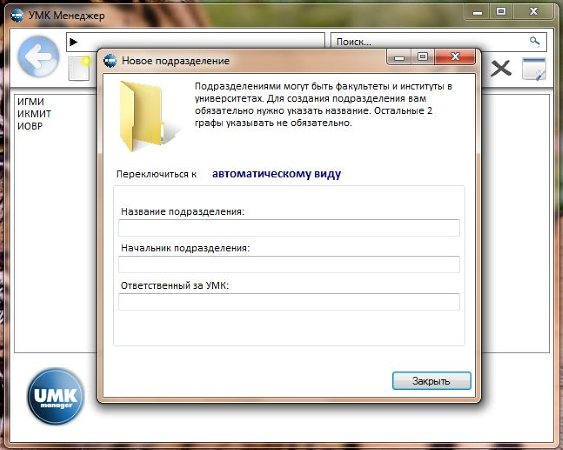 УМК Менеджер
Поиск...
Новое подразделение
Подразделениями могут быть факультеты и институты в
университетах. Для создания подразделения вам
обязательно нужно указать название. Остальные 2
графы указывать не обязательно.
ИГМИ
ИКМИТ
ИОВР
Переключиться к автоматическому виду
Название подразделения:
Начальник подразделения:
Ответственный за УМК:
Закрыть
UMK
manager